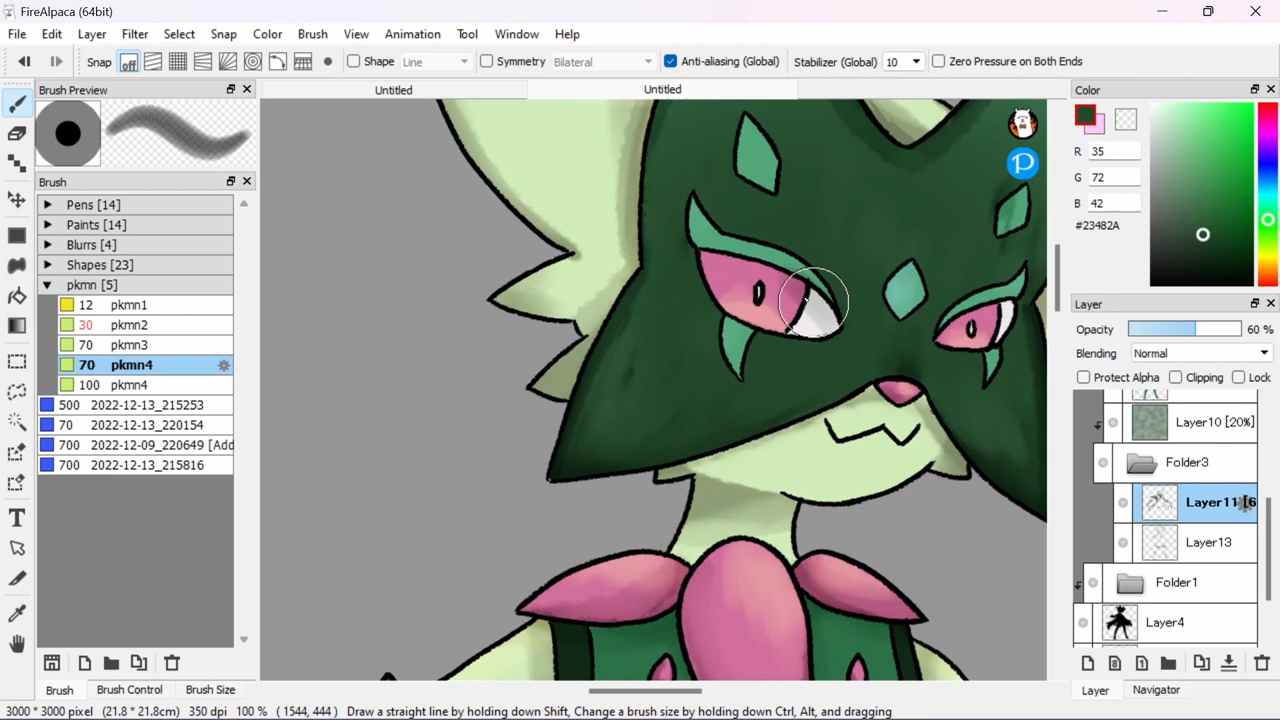 FireAlpaca (64bit)
File Edit Layer Filter Select Snap Color Brush View Animation Tool Window Help
Snap off Shape Line Symmetry Bilateral Anti-aliasing (Global) Stabilizer (Global) 10 Zero Pressure on Both Ends
Brush Preview
Untitled Untitled
Color
R 35
G 72
B 42
#23482A
Brush
Pens [14]
Paints [14]
Blurs [4]
Shapes [23]
pkmn [5]
12 pkmn1
30 pkmn2
70 pkmn3
70 pkmn4
100 pkmn4
500 2022-12-13_215253
70 2022-12-13_220154
700 2022-12-09_220649 [Add
700 2022-12-13_215816
P
Layer
Opacity 60 %
Blending Normal
Protect Alpha Clipping Lock
Layer10 [20%]
Folder3
Layer11 [6
Layer13
Folder1
Layer4
Brush Brush Control Brush Size
Layer Navigator
3000 * 3000 pixel (21.8 * 21.8cm) 350 dpi 100 % ( 1544, 444 ) Draw a straight line by holding down Shift, Change a brush size by holding down Ctrl, Alt, and dragging